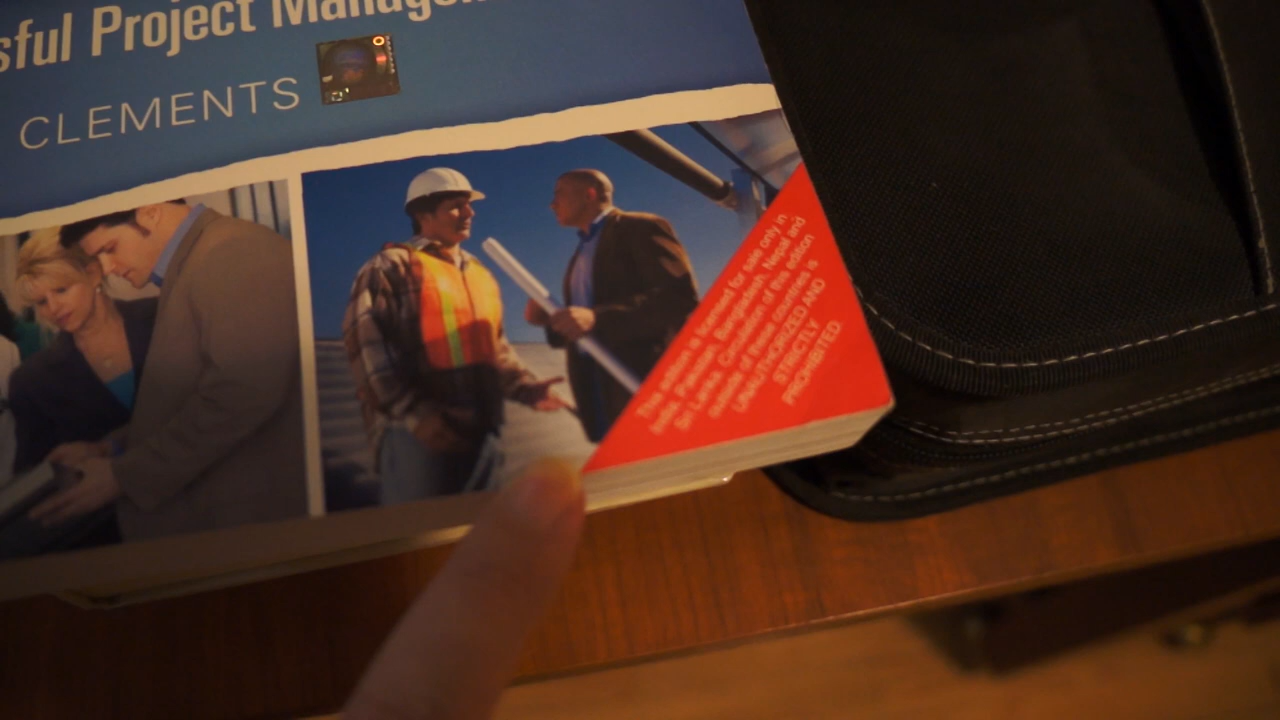 sful Project Managem
CLEMENTS
This edition is licensed for sale only in
India, Pakistan, Bangladesh, Nepal and
Sri Lanka. Circulation of this edition
outside of these countries is
UNAUTHORIZED AND
STRICTLY
PROHIBITED.